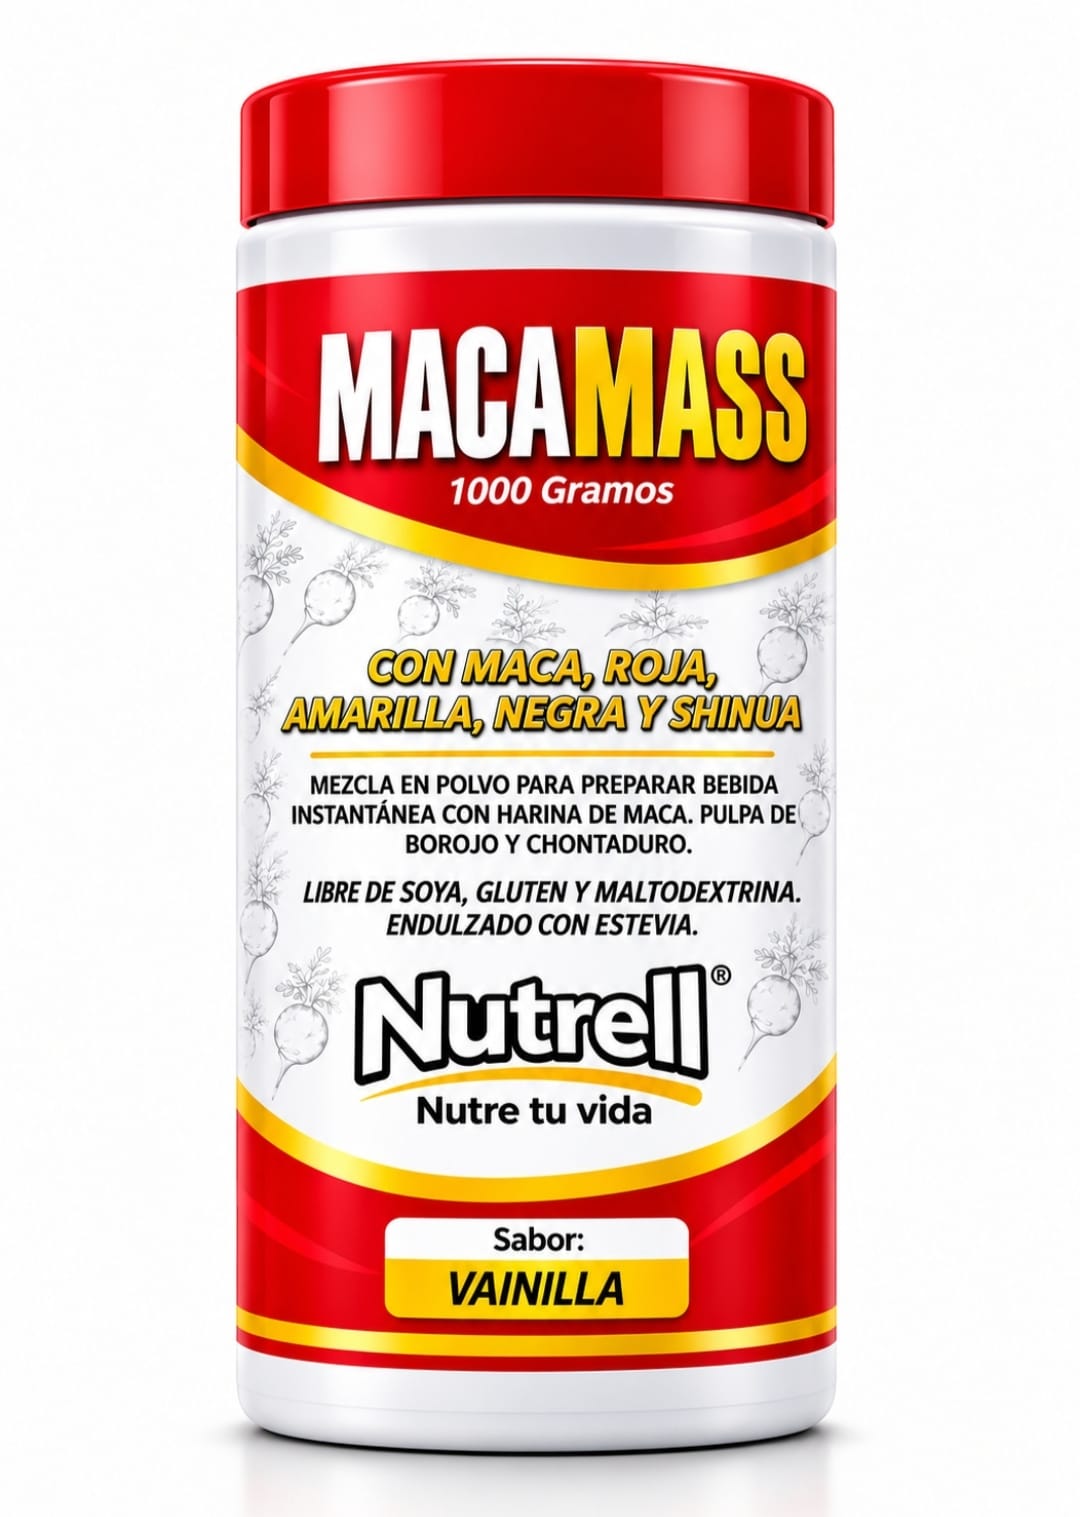 MACAMASS
1000 Gramos
CON MACA, ROJA,
AMARILLA, NEGRA Y SHINUA
MEZCLA EN POLVO PARA PREPARAR BEBIDA
INSTANTÁNEA CON HARINA DE MACA. PULPA DE
BOROJO Y CHONTADURO.
LIBRE DE SOYA, GLUTEN Y MALTODEXTRINA.
ENDULZADO CON ESTEVIA.
Nutrell®
Nutre tu vida
Sabor:
VAINILLA